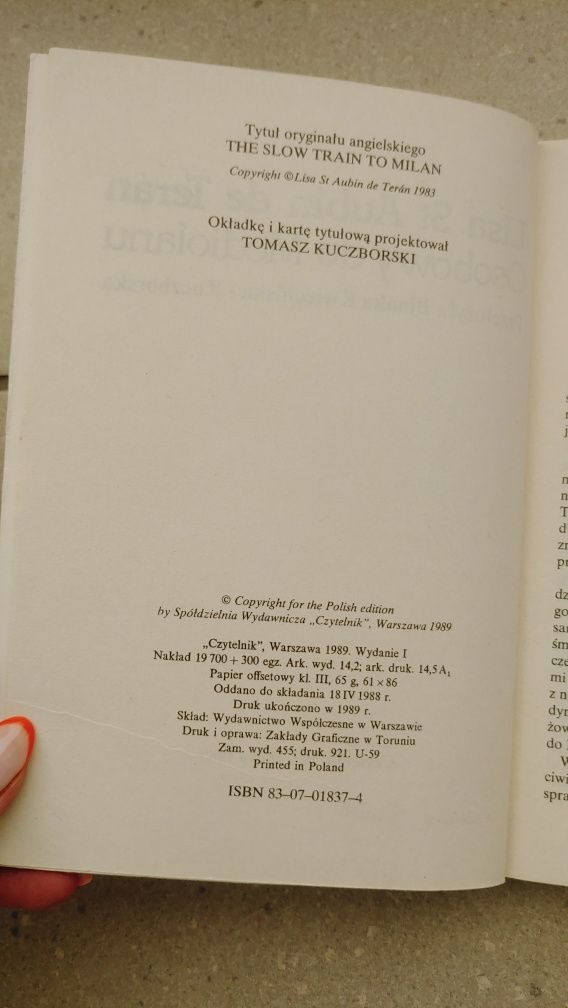 Tytuł oryginału angielskiego
THE SLOW TRAIN TO MILAN
Copyright © Lisa St Aubin de Terán 1983
Okładkę i kartę tytułową projektował
TOMASZ KUCZBORSKI
© Copyright for the Polish edition
by Spółdzielnia Wydawnicza „Czytelnik”, Warszawa 1989
„Czytelnik”, Warszawa 1989. Wydanie I
Nakład 19 700 + 300 egz. Ark. wyd. 14,2; ark. druk. 14,5 A₁
Papier offsetowy kl. III, 65 g, 61 × 86
Oddano do składania 18 IV 1988 r.
Druk ukończono w 1989 r.
Skład: Wydawnictwo Współczesne w Warszawie
Druk i oprawa: Zakłady Graficzne w Toruniu
Zam. wyd. 455; druk. 921. U-59
Printed in Poland
ISBN 83–07–01837–4